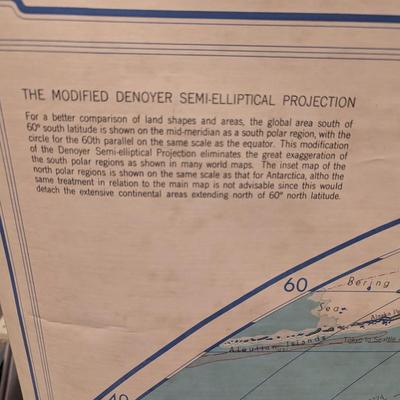 THE MODIFIED DENOYER SEMI-ELLIPTICAL PROJECTION
For a better comparison of land shapes and areas, the global area south of
60° south latitude is shown on the mid-meridian as a south polar region, with the
circle for the 60th parallel on the same scale as the equator. This modification
of the Denoyer Semi-elliptical Projection eliminates the great exaggeration of
the south polar regions as shown in many world maps. The inset map of the
north polar regions is shown on the same scale as that for Antarctica, altho the
same treatment in relation to the main map is not advisable since this would
detach the extensive continental areas extending north of 60° north latitude.
60
Bering
Sea
Aleutian Islands
Tokyo to Seattle
40